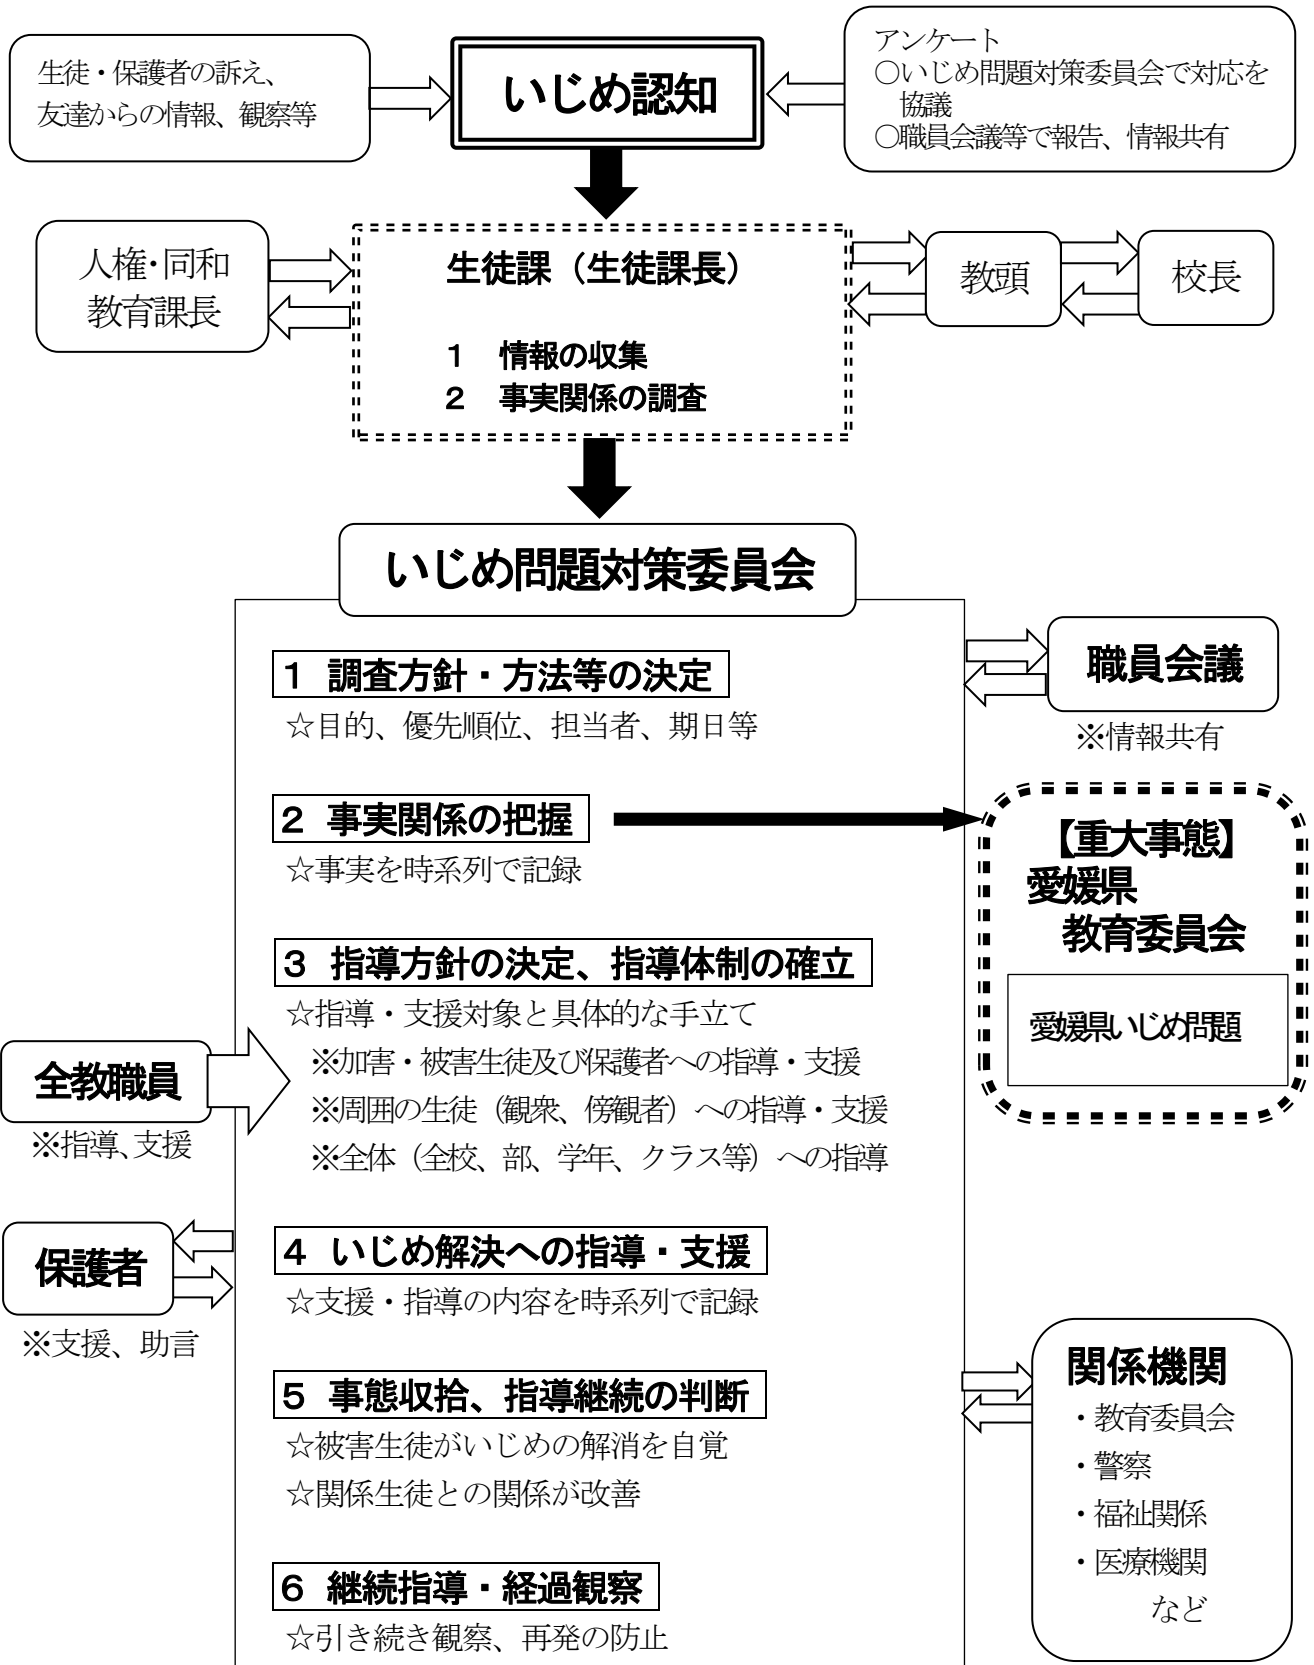 生徒・保護者の訴え、
友達からの情報、観察等
いじめ認知
アンケート
○いじめ問題対策委員会で対応を
協議
○職員会議等で報告、情報共有
人権・同和
教育課長
生徒課（生徒課長）
1 情報の収集
2 事実関係の調査
教頭
校長
いじめ問題対策委員会
1 調査方針・方法等の決定
☆目的、優先順位、担当者、期日等
職員会議
※情報共有
2 事実関係の把握
☆事実を時系列で記録
【重大事態】
愛媛県
教育委員会
愛媛県いじめ問題
3 指導方針の決定、指導体制の確立
☆指導・支援対象と具体的な手立て
※加害・被害生徒及び保護者への指導・支援
※周囲の生徒（観衆、傍観者）への指導・支援
※全体（全校、部、学年、クラス等）への指導
全教職員
※指導、支援
4 いじめ解決への指導・支援
☆支援・指導の内容を時系列で記録
保護者
※支援、助言
5 事態収拾、指導継続の判断
☆被害生徒がいじめの解消を自覚
☆関係生徒との関係が改善
関係機関
・教育委員会
・警察
・福祉関係
・医療機関
など
6 継続指導・経過観察
☆引き続き観察、再発の防止